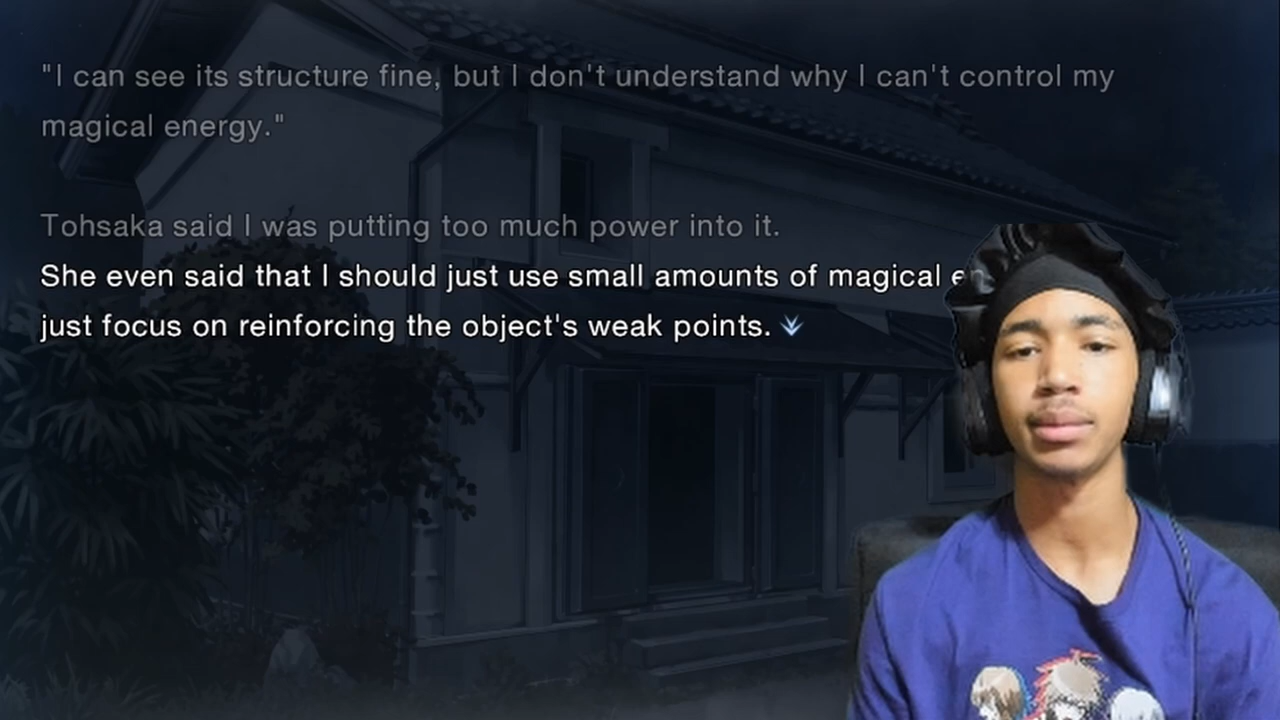 "I can see its structure fine, but I don't understand why I can't control my
magical energy."
Tohsaka said I was putting too much power into it.
She even said that I should just use small amounts of magical
just focus on reinforcing the object's weak points.